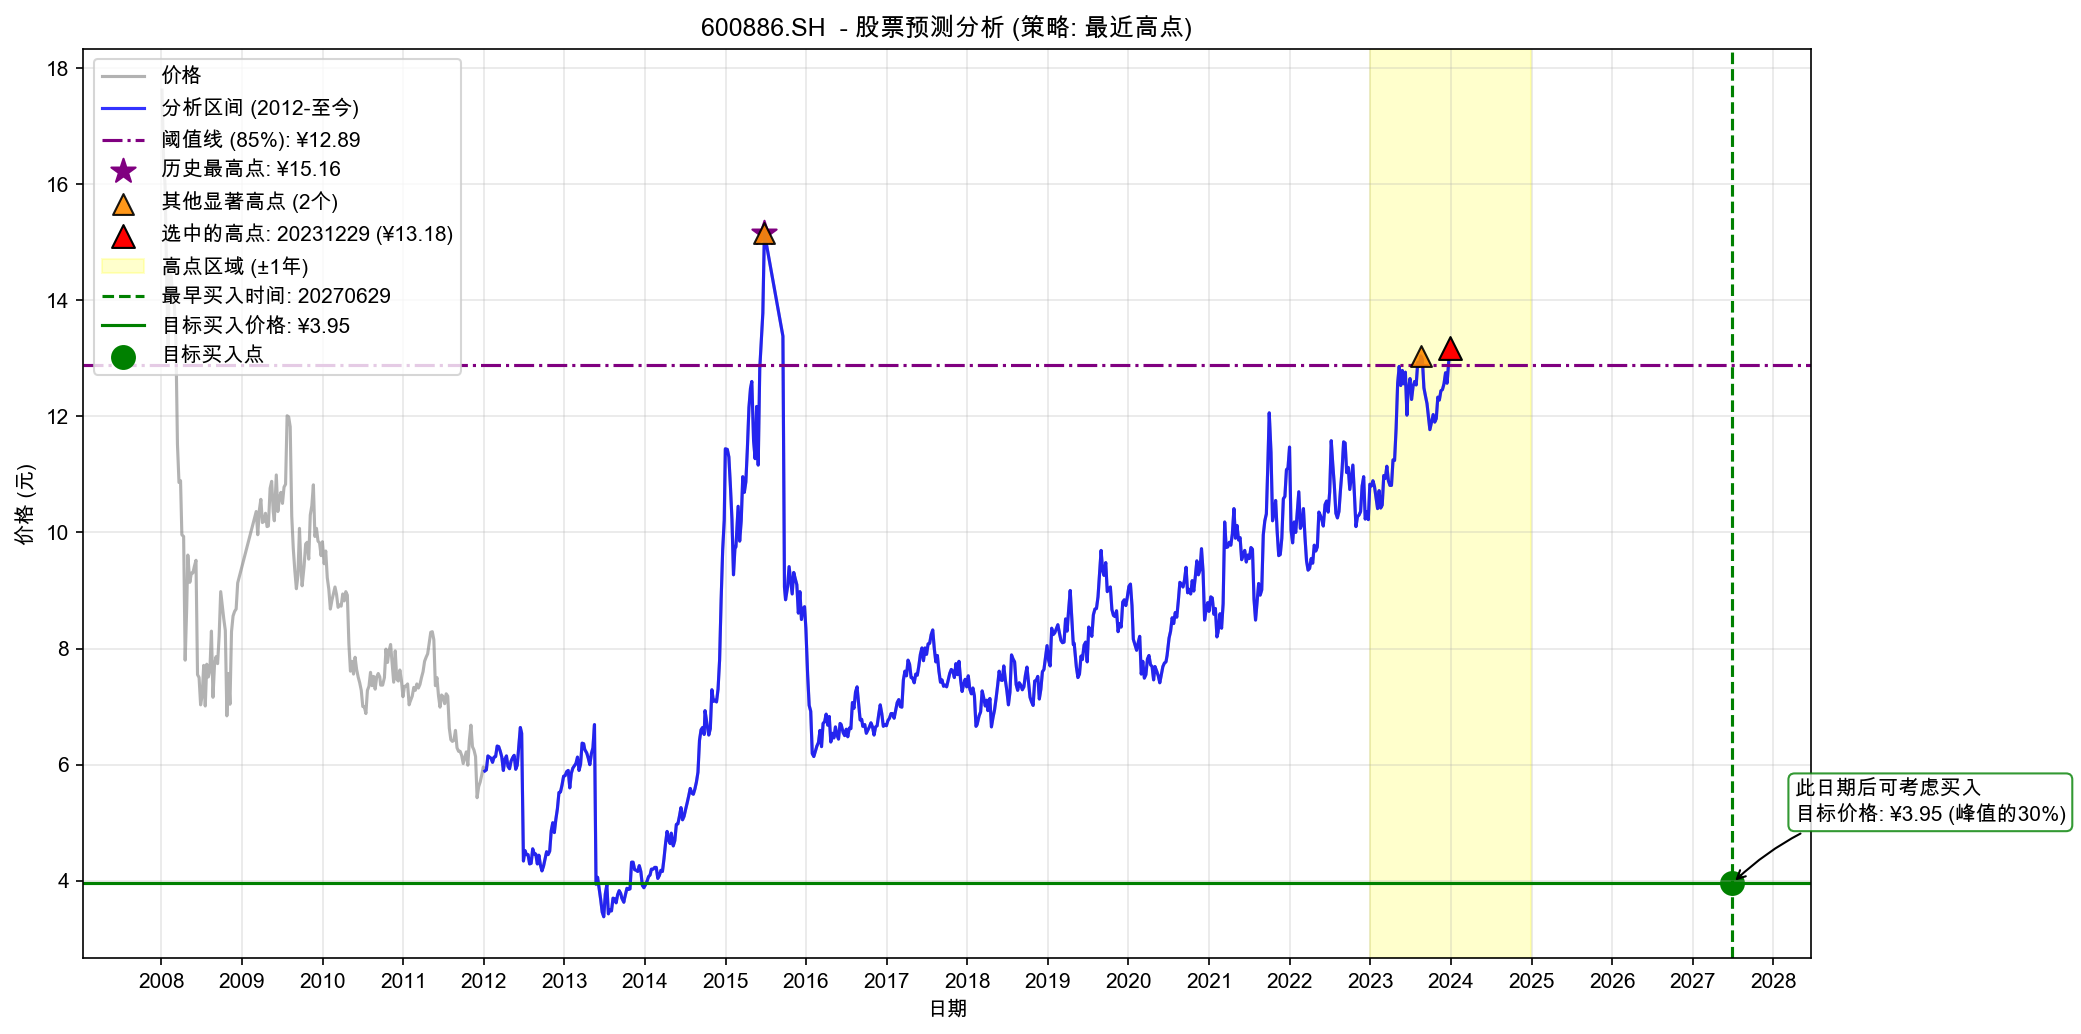 600886.SH - 股票预测分析 (策略: 最近高点)
价格
分析区间 (2012-至今)
阈值线 (85%): ¥12.89
历史最高点: ¥15.16
其他显著高点 (2个)
选中的高点: 20231229 (¥13.18)
高点区域 (±1年)
最早买入时间: 20270629
目标买入价格: ¥3.95
目标买入点
18
16
14
12
10
8
6
4
价格 (元)
此日期后可考虑买入
目标价格: ¥3.95 (峰值的30%)
2008 2009 2010 2011 2012 2013 2014 2015 2016 2017 2018 2019 2020 2021 2022 2023 2024 2025 2026 2027 2028
日期